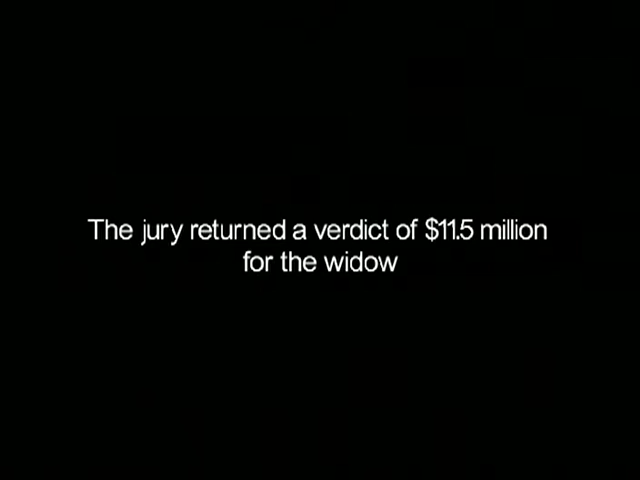 The jury returned a verdict of $11.5 million
for the widow